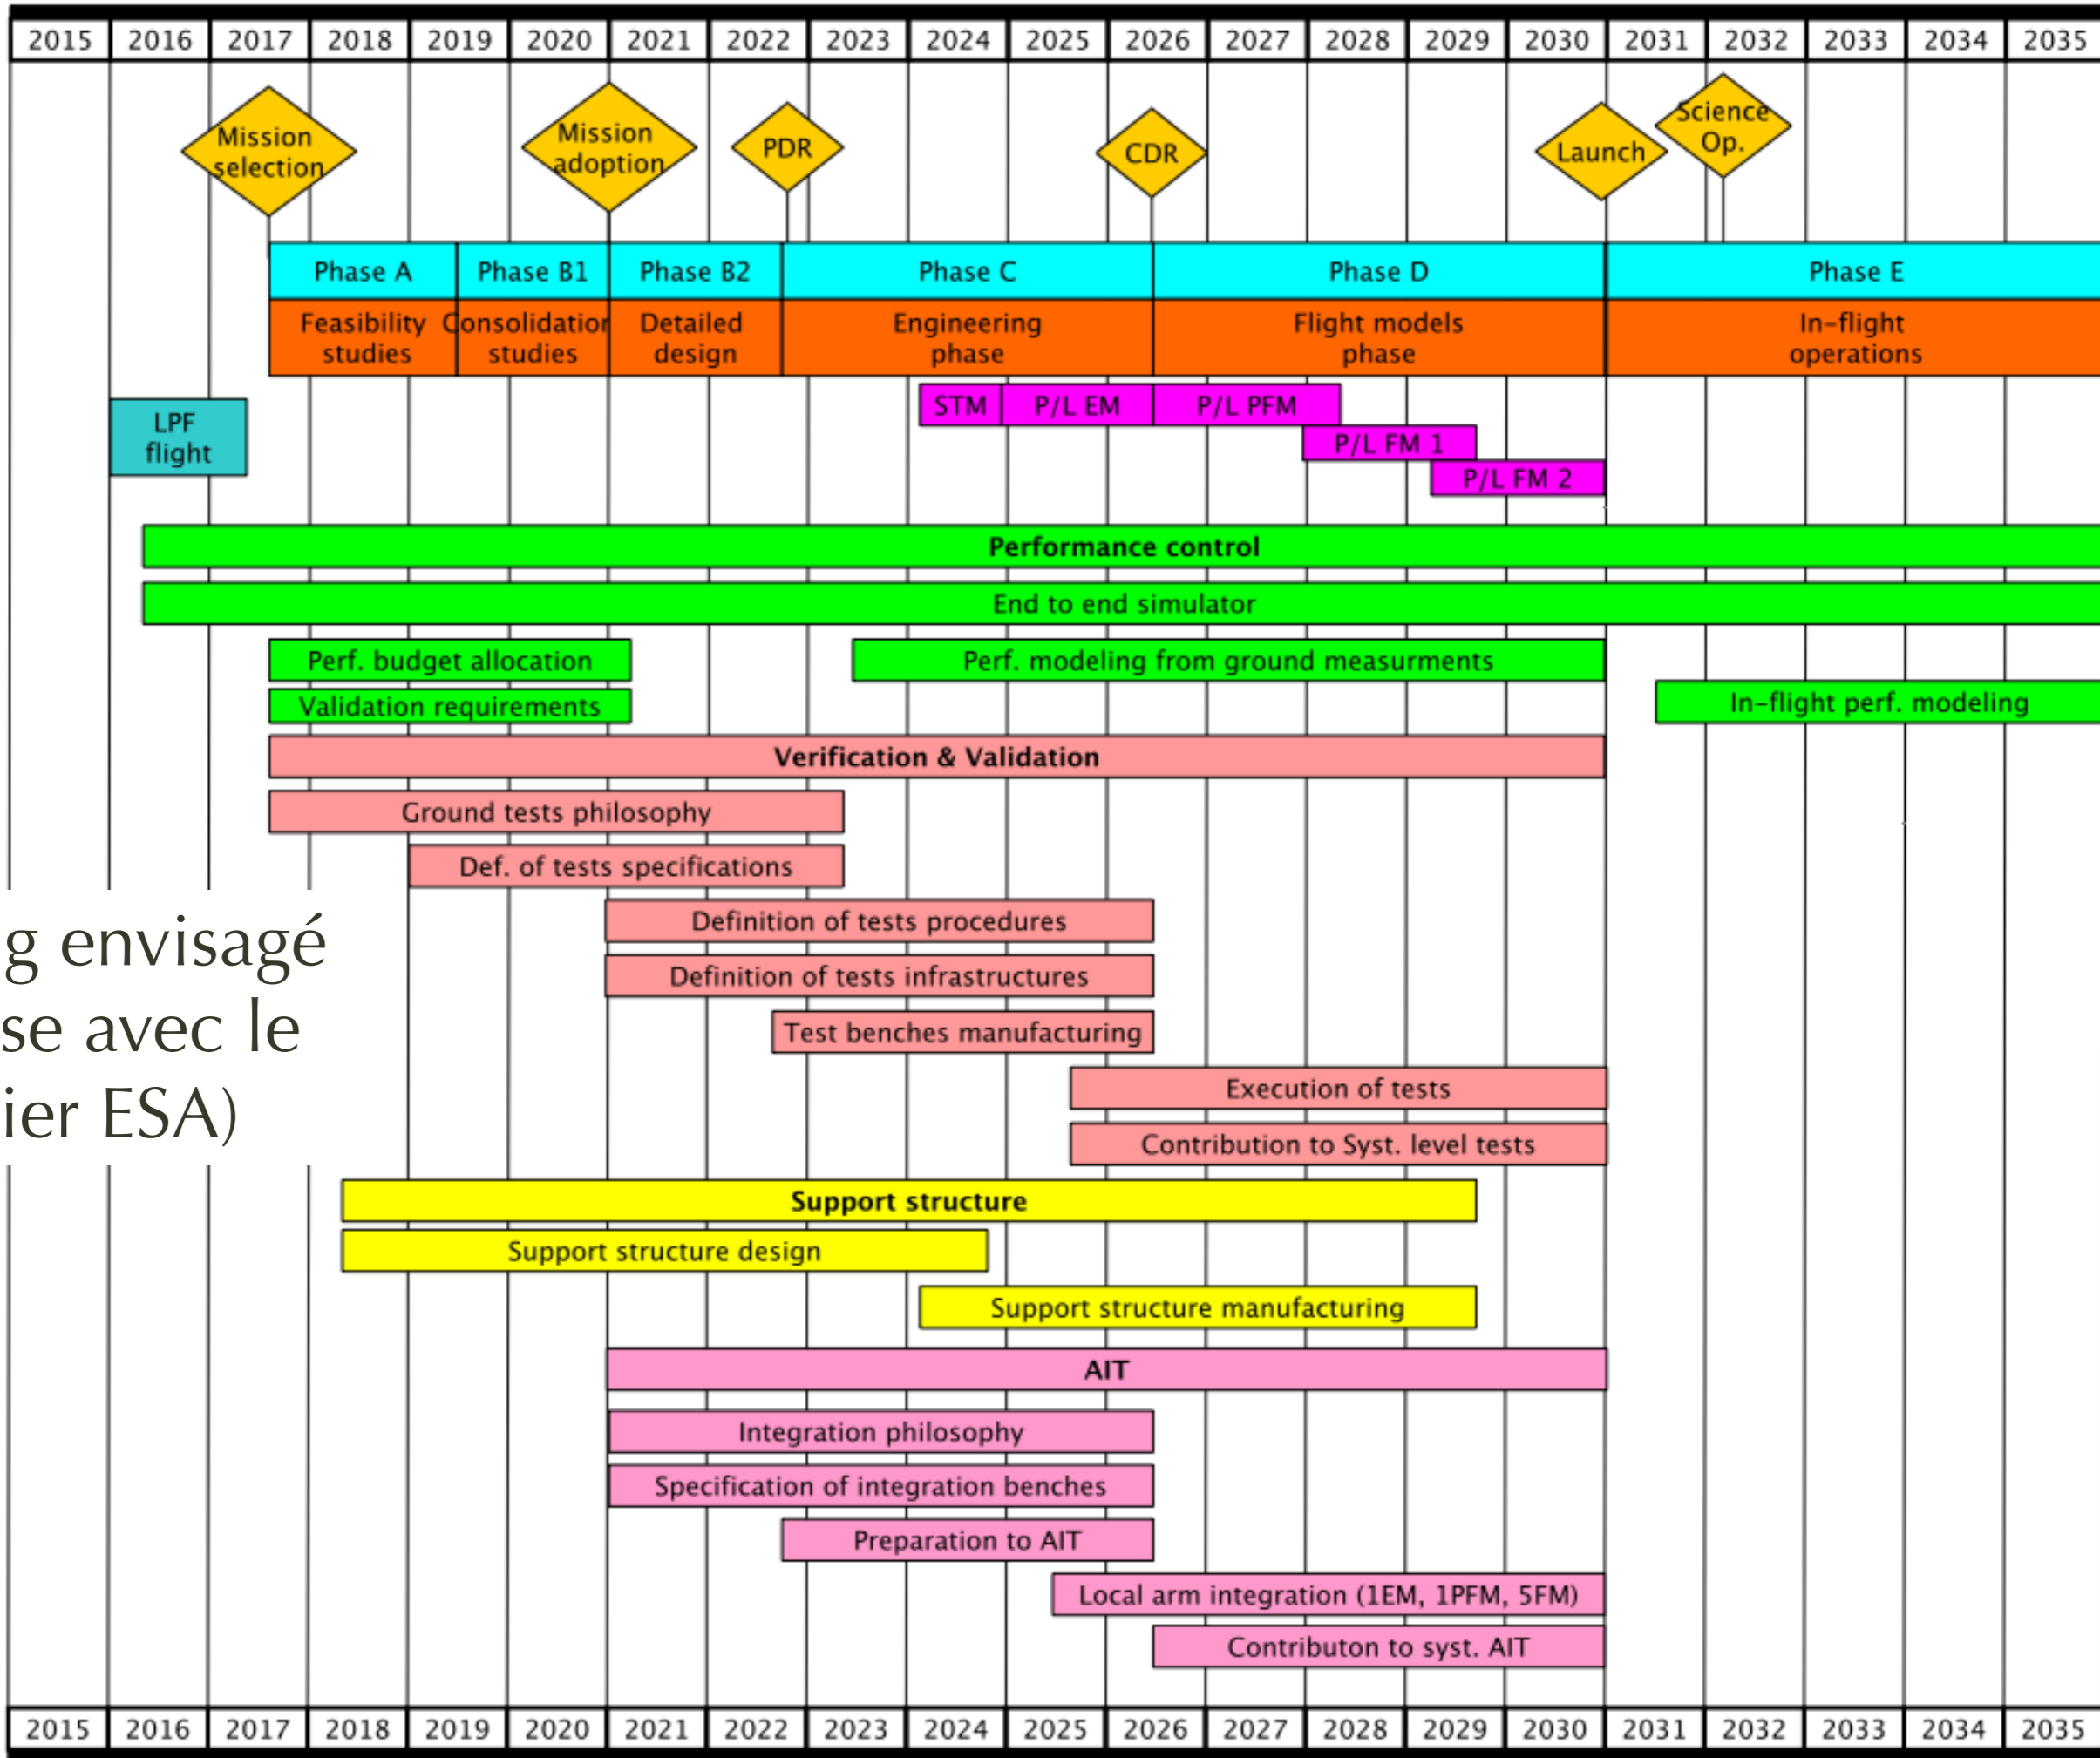 2015 2016 2017 2018 2019 2020 2021 2022 2023 2024 2025 2026 2027 2028 2029 2030 2031 2032 2033 2034 2035
Mission
selection
Mission
adoption
PDR
CDR
Launch
Science
Op.
Phase A Phase B1 Phase B2 Phase C Phase D Phase E
Feasibility
studies
Consolidation
studies
Detailed
design
Engineering
phase
Flight models
phase
In-flight
operations
LPF
flight
STM P/L EM P/L PFM
P/L FM 1
P/L FM 2
Performance control
End to end simulator
Perf. budget allocation Perf. modeling from ground measurments
Validation requirements In-flight perf. modeling
Verification & Validation
Ground tests philosophy
Def. of tests specifications
Definition of tests procedures
Definition of tests infrastructures
Test benches manufacturing
Execution of tests
Contribution to Syst. level tests
g envisagé
se avec le
ier ESA)
Support structure
Support structure design
Support structure manufacturing
AIT
Integration philosophy
Specification of integration benches
Preparation to AIT
Local arm integration (1EM, 1PFM, 5FM)
Contributon to syst. AIT
2015 2016 2017 2018 2019 2020 2021 2022 2023 2024 2025 2026 2027 2028 2029 2030 2031 2032 2033 2034 2035